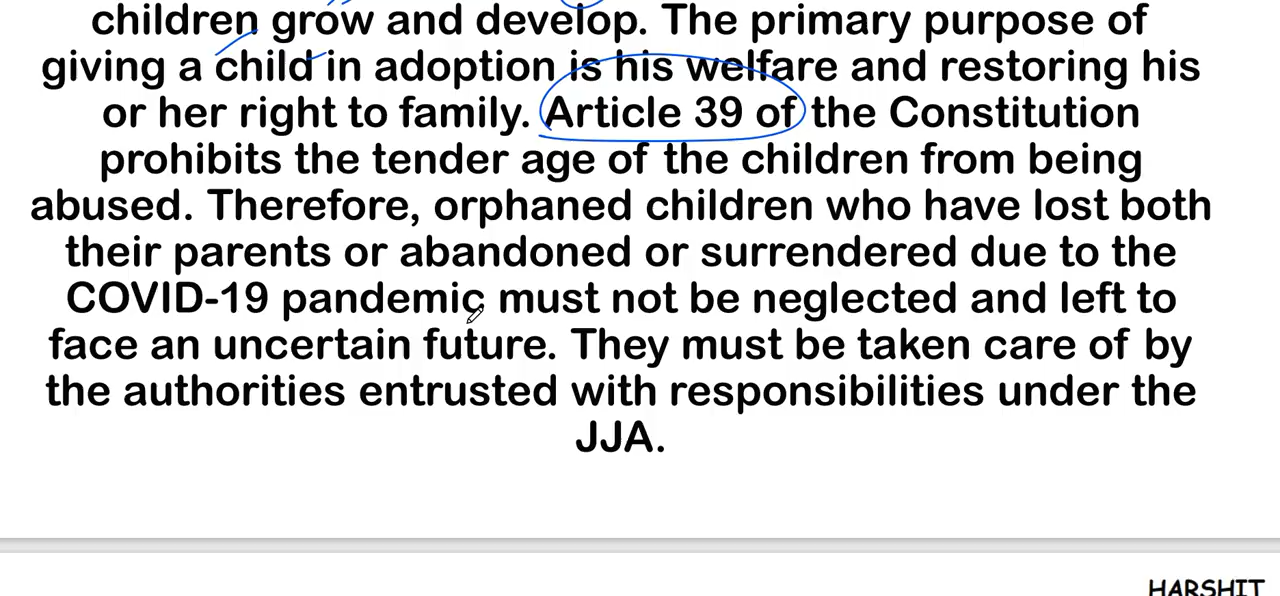 children grow and develop. The primary purpose of
giving a child in adoption is his welfare and restoring his
or her right to family. Article 39 of the Constitution
prohibits the tender age of the children from being
abused. Therefore, orphaned children who have lost both
their parents or abandoned or surrendered due to the
COVID-19 pandemic must not be neglected and left to
face an uncertain future. They must be taken care of by
the authorities entrusted with responsibilities under the
JJA.
HARSHIT